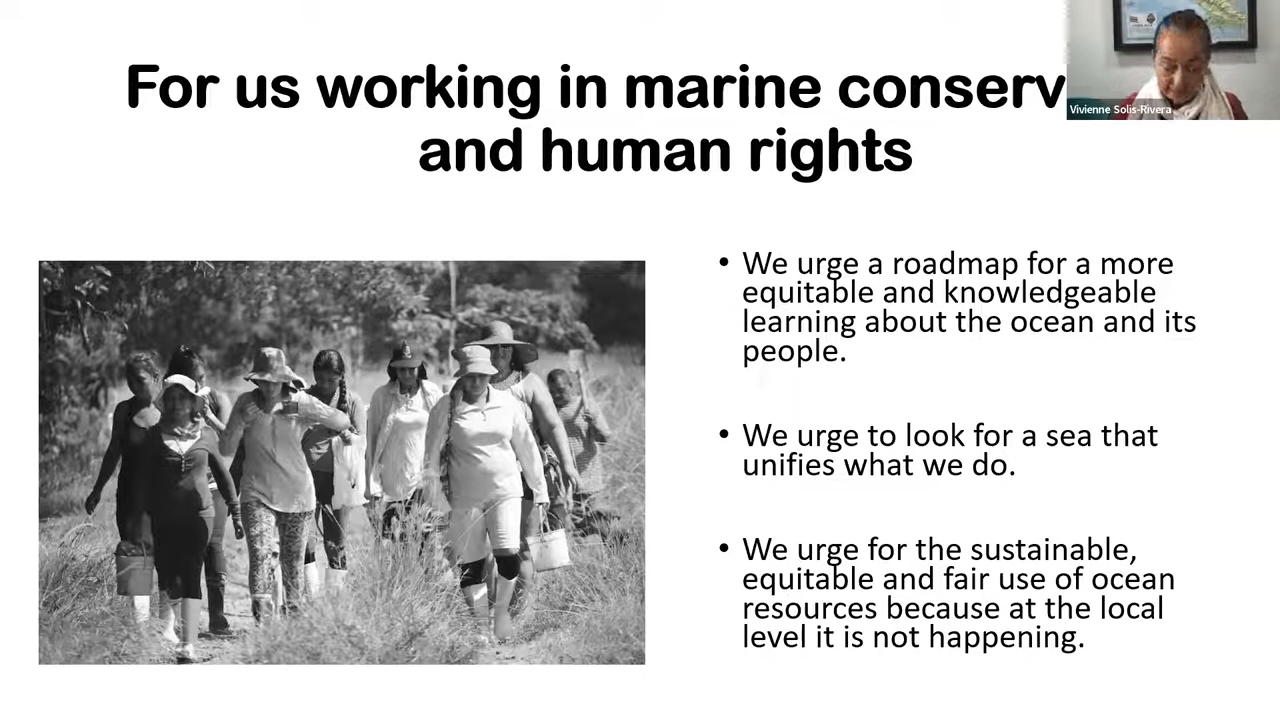 For us working in marine conserv
and human rights
Vivienne Solis-Rivera
• We urge a roadmap for a more
equitable and knowledgeable
learning about the ocean and its
people.
• We urge to look for a sea that
unifies what we do.
• We urge for the sustainable,
equitable and fair use of ocean
resources because at the local
level it is not happening.